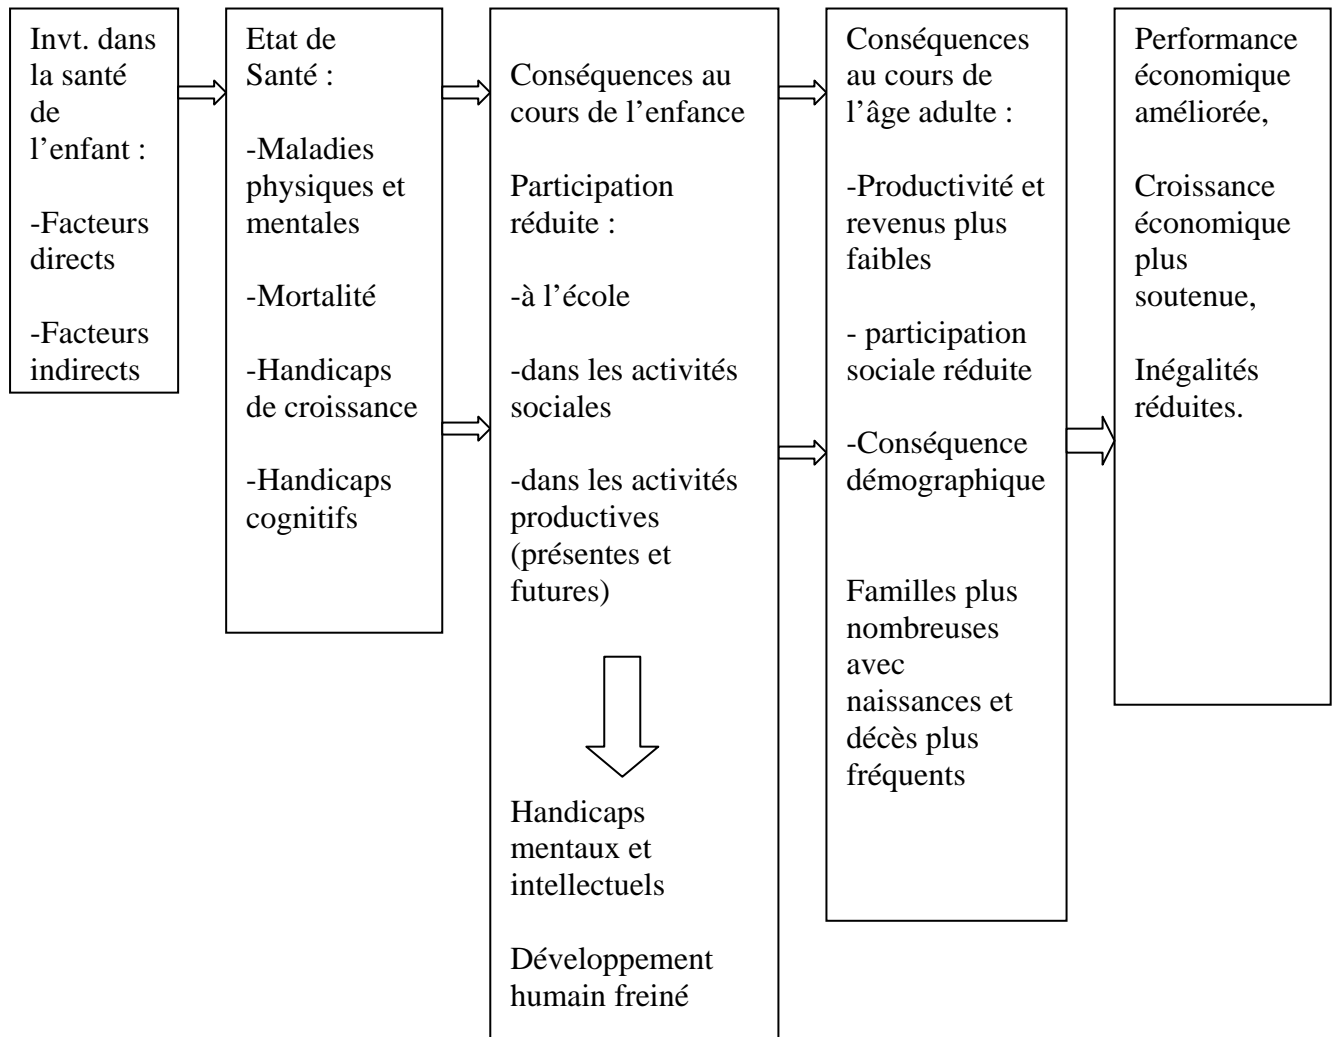 Invt. dans
la santé
de
l’enfant :
-Facteurs
directs
-Facteurs
indirects
Etat de
Santé :
-Maladies
physiques et
mentales
-Mortalité
-Handicaps
de croissance
-Handicaps
cognitifs
Conséquences au
cours de l’enfance
Participation
réduite :
-à l’école
-dans les activités
sociales
-dans les activités
productives
(présentes et
futures)
Handicaps
mentaux et
intellectuels
Développement
humain freiné
Conséquences
au cours de
l’âge adulte :
-Productivité et
revenus plus
faibles
- participation
sociale réduite
-Conséquence
démographique
Familles plus
nombreuses
avec
naissances et
décès plus
fréquents
Performance
économique
améliorée,
Croissance
économique
plus
soutenue,
Inégalités
réduites.